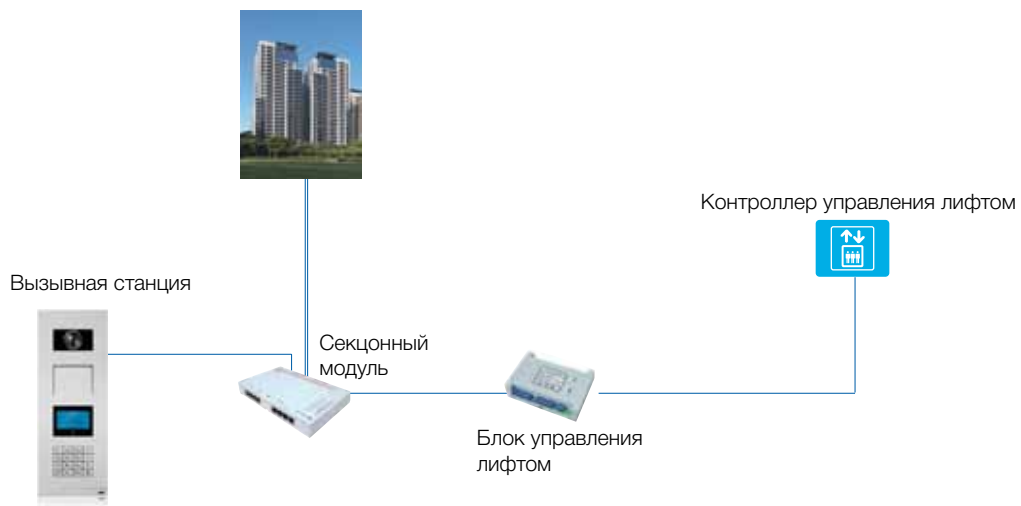 Контроллер управления лифтом
Вызывная станция
Секцонный
модуль
Блок управления
лифтом